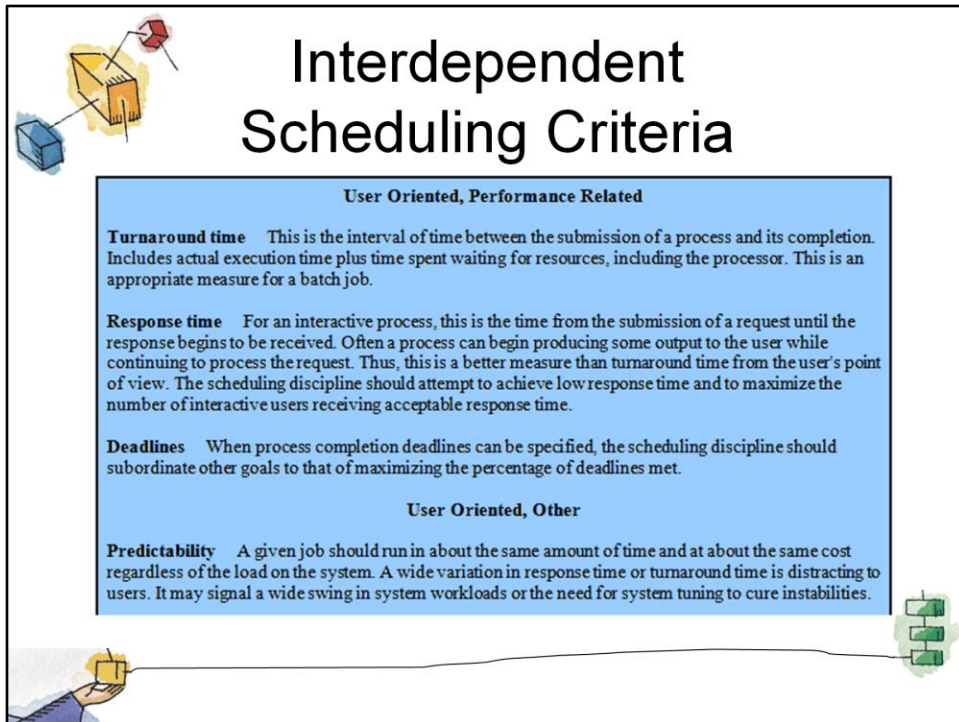 Interdependent
Scheduling Criteria
User Oriented, Performance Related
Turnaround time This is the interval of time between the submission of a process and its completion.
Includes actual execution time plus time spent waiting for resources, including the processor. This is an
appropriate measure for a batch job.
Response time For an interactive process, this is the time from the submission of a request until the
response begins to be received. Often a process can begin producing some output to the user while
continuing to process the request. Thus, this is a better measure than turnaround time from the user's point
of view. The scheduling discipline should attempt to achieve low response time and to maximize the
number of interactive users receiving acceptable response time.
Deadlines When process completion deadlines can be specified, the scheduling discipline should
subordinate other goals to that of maximizing the percentage of deadlines met.
User Oriented, Other
Predictability A given job should run in about the same amount of time and at about the same cost
regardless of the load on the system. A wide variation in response time or turnaround time is distracting to
users. It may signal a wide swing in system workloads or the need for system tuning to cure instabilities.